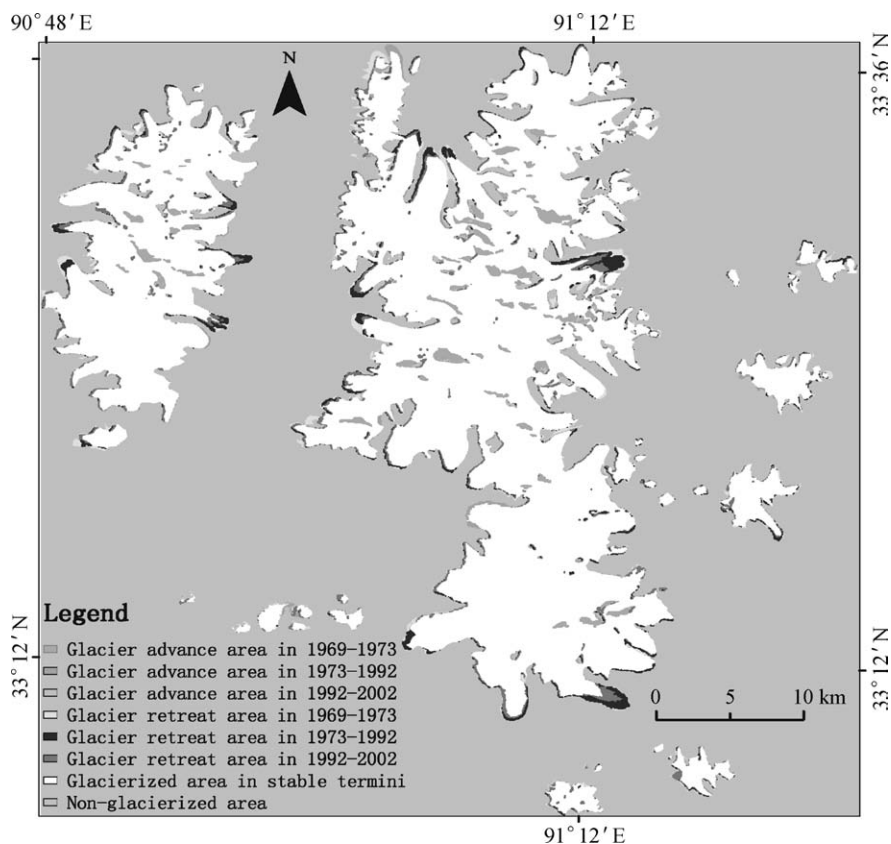 90°48′E
91°12′E
N
33°36′N
Legend
Glacier advance area in 1969-1973
Glacier advance area in 1973-1992
Glacier advance area in 1992-2002
Glacier retreat area in 1969-1973
Glacier retreat area in 1973-1992
Glacier retreat area in 1992-2002
Glacierized area in stable termini
Non-glacierized area
33°12′N
0 5 10 km
33°12′N
91°12′E